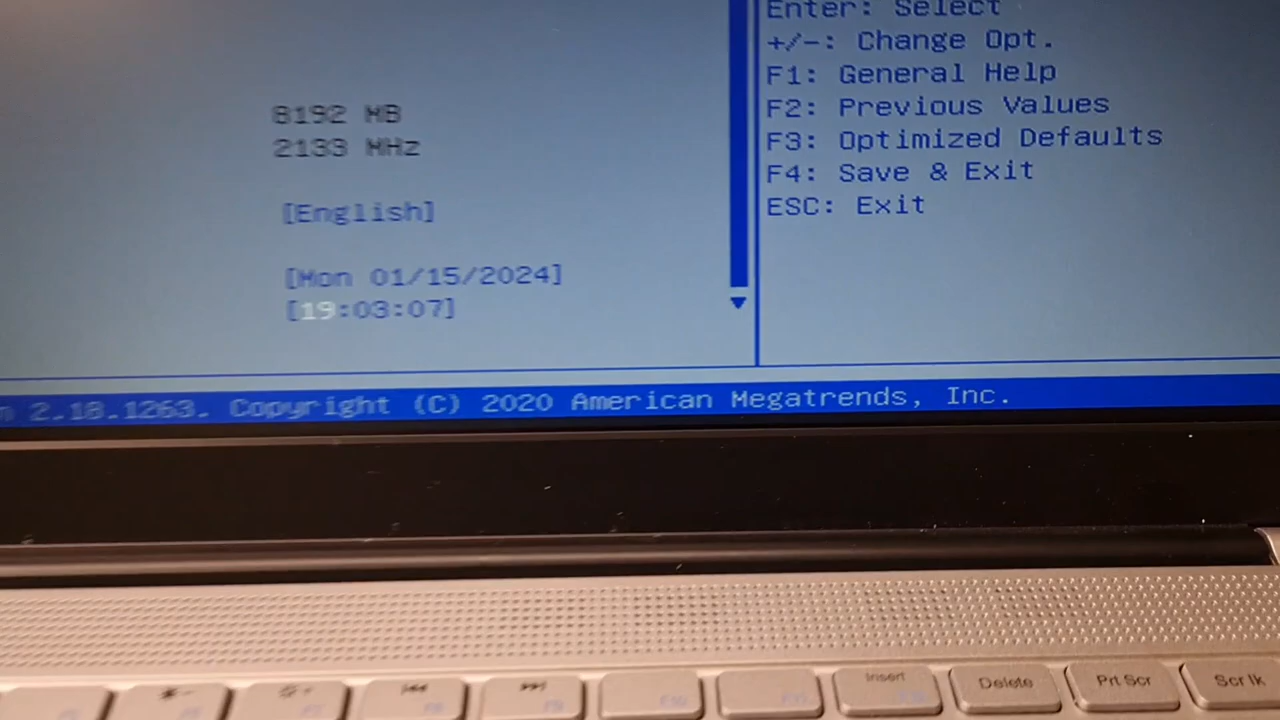 Enter: Select
+/-: Change Opt.
F1: General Help
F2: Previous Values
F3: Optimized Defaults
F4: Save & Exit
ESC: Exit
8192 MB
2133 MHz
[English]
[Mon 01/15/2024]
[19:03:07]
2.18.1263. Copyright (C) 2020 American Megatrends, Inc.
Insert
Delete
Prt Scr
Scr lk